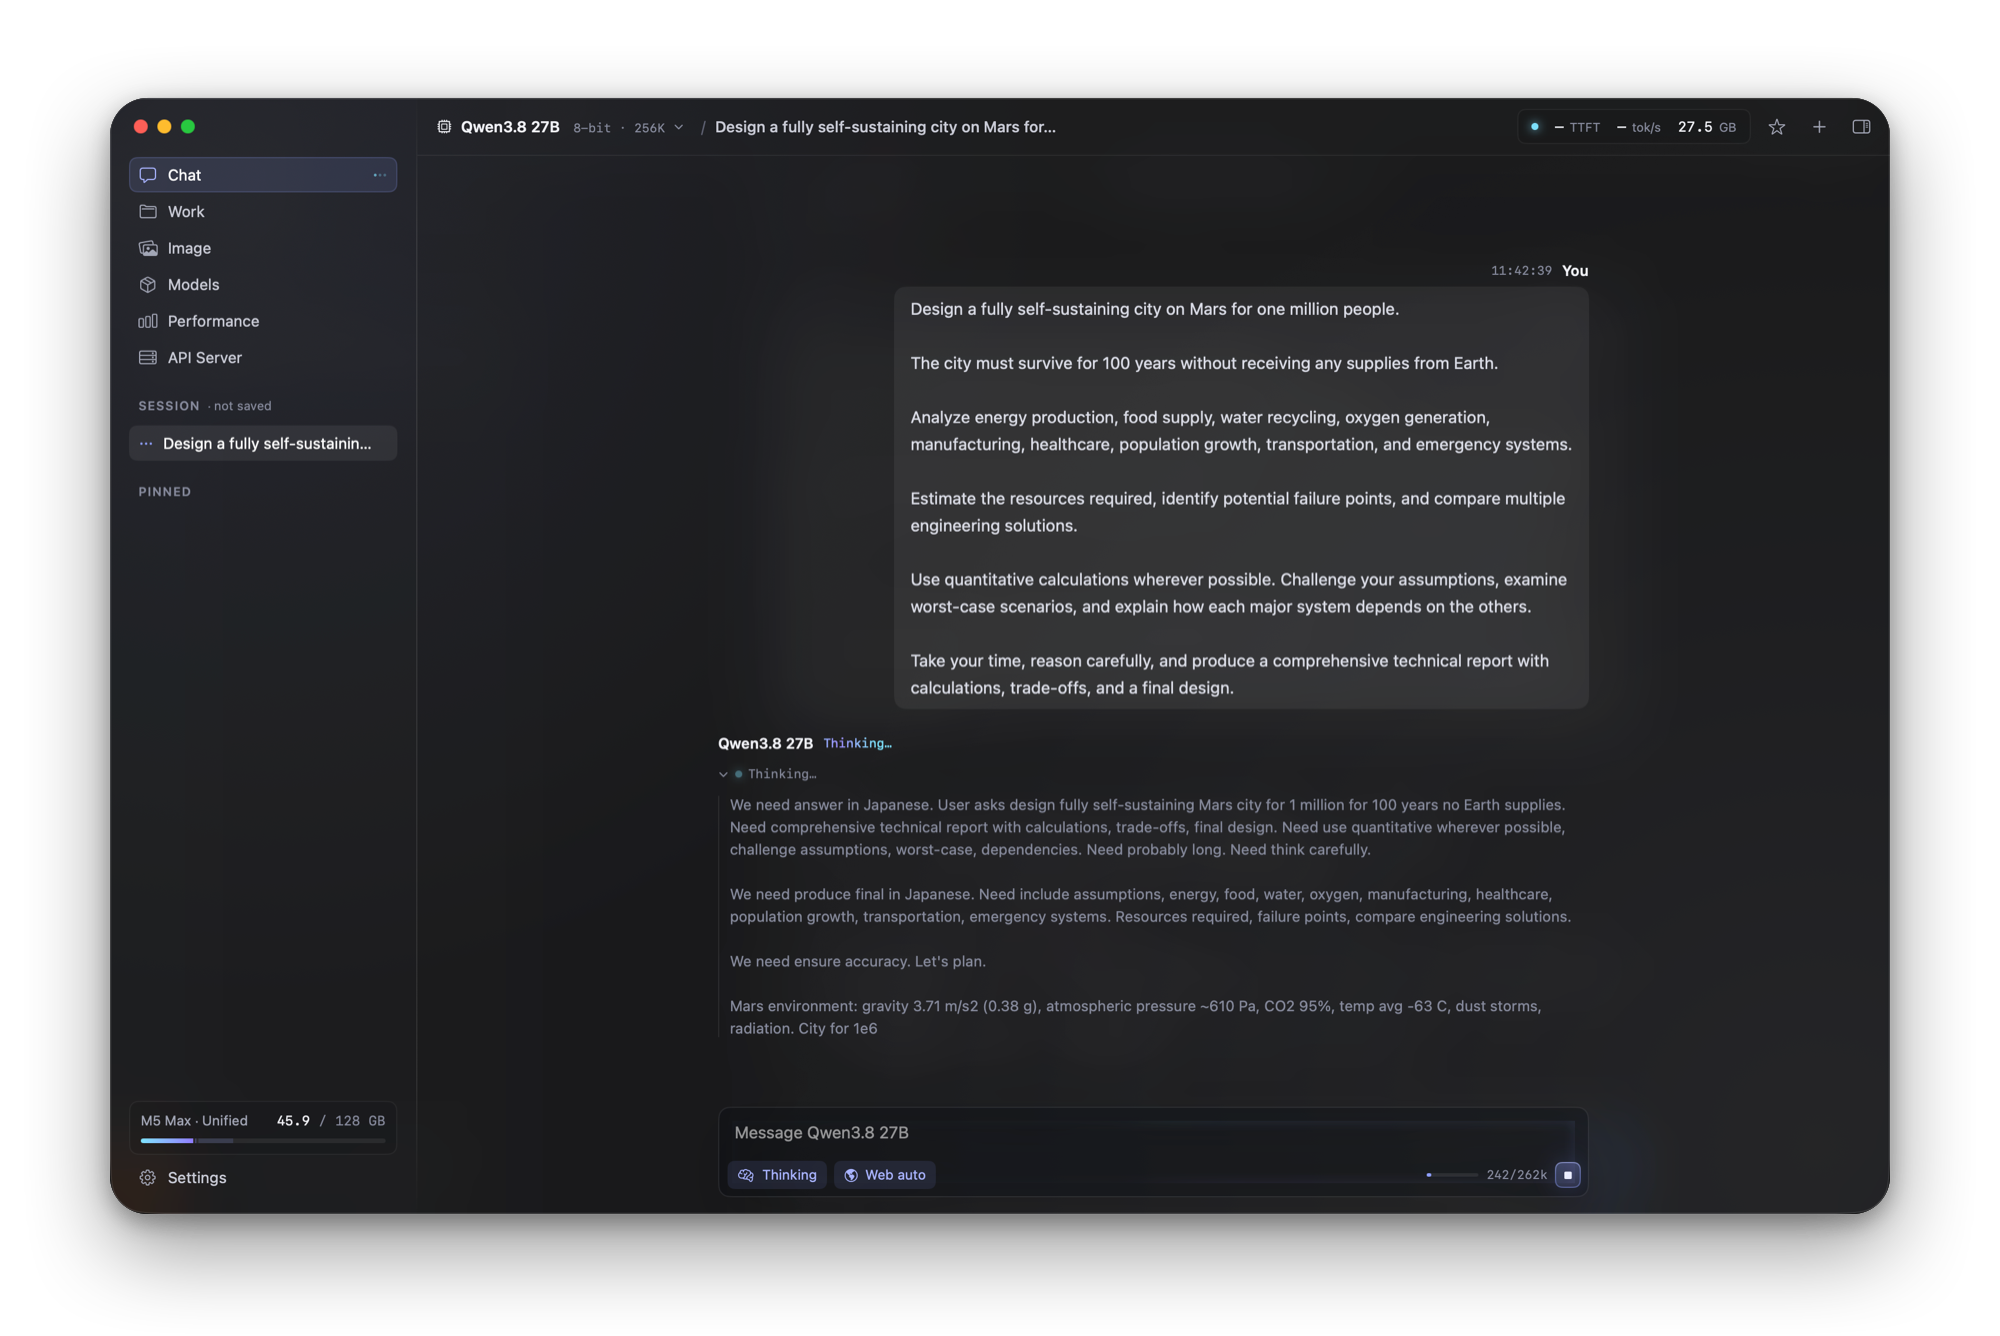 Qwen3.8 27B 8-bit · 256K / Design a fully self-sustaining city on Mars for...
– TTFT – tok/s 27.5 GB
Chat
Work
Image
Models
Performance
API Server
SESSION · not saved
Design a fully self-sustainin...
PINNED
M5 Max · Unified 45.9 / 128 GB
Settings
11:42:39 You
Design a fully self-sustaining city on Mars for one million people.
The city must survive for 100 years without receiving any supplies from Earth.
Analyze energy production, food supply, water recycling, oxygen generation,
manufacturing, healthcare, population growth, transportation, and emergency systems.
Estimate the resources required, identify potential failure points, and compare multiple
engineering solutions.
Use quantitative calculations wherever possible. Challenge your assumptions, examine
worst-case scenarios, and explain how each major system depends on the others.
Take your time, reason carefully, and produce a comprehensive technical report with
calculations, trade-offs, and a final design.
Qwen3.8 27B Thinking…
Thinking…
We need answer in Japanese. User asks design fully self-sustaining Mars city for 1 million for 100 years no Earth supplies.
Need comprehensive technical report with calculations, trade-offs, final design. Need use quantitative wherever possible,
challenge assumptions, worst-case, dependencies. Need probably long. Need think carefully.
We need produce final in Japanese. Need include assumptions, energy, food, water, oxygen, manufacturing, healthcare,
population growth, transportation, emergency systems. Resources required, failure points, compare engineering solutions.
We need ensure accuracy. Let's plan.
Mars environment: gravity 3.71 m/s2 (0.38 g), atmospheric pressure ~610 Pa, CO2 95%, temp avg -63 C, dust storms,
radiation. City for 1e6
Message Qwen3.8 27B
Thinking Web auto 242/262k